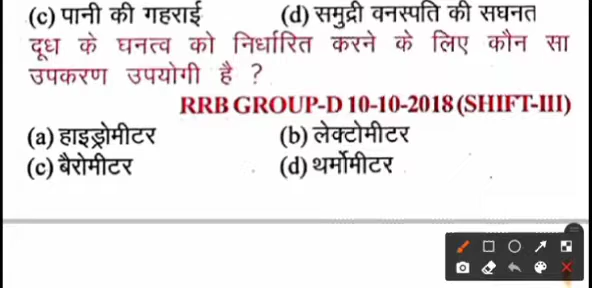 (c) पानी की गहराई (d) समुद्री वनस्पति की सघनत
दूध के घनत्व को निर्धारित करने के लिए कौन सा
उपकरण उपयोगी है ?
RRB GROUP-D 10-10-2018 (SHIFT-III)
(a) हाइड्रोमीटर (b) लेक्टोमीटर
(c) बैरोमीटर (d) थर्मोमीटर